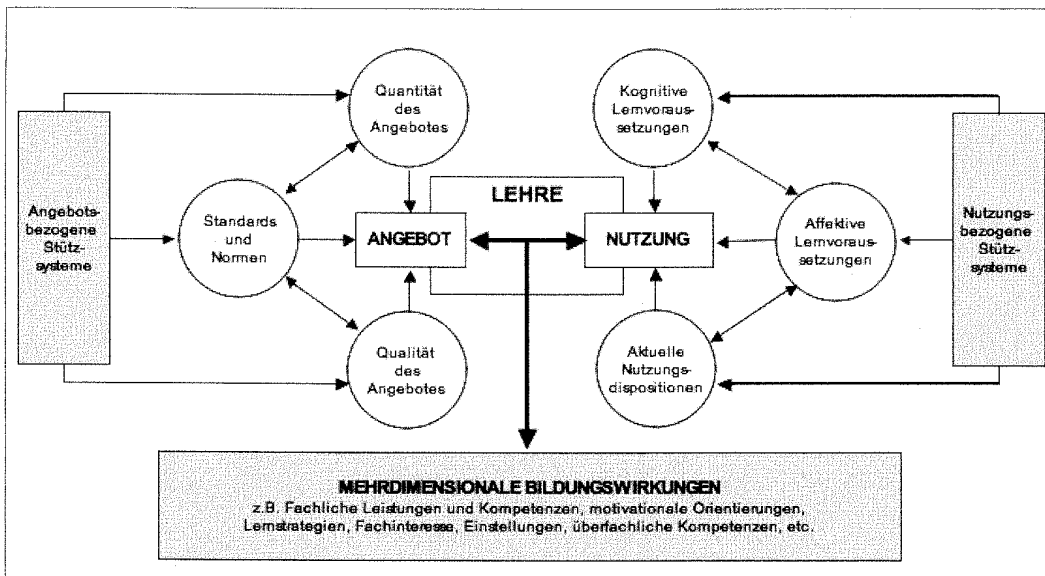 Quantität
des
Angebotes
Kognitive
Lernvoraus-
setzungen
LEHRE
Angebots-
bezogene
Stütz-
systeme
Standards
und
Normen
ANGEBOT
NUTZUNG
Affektive
Lernvoraus-
setzungen
Nutzungs-
bezogene
Stütz-
systeme
Qualität
des
Angebotes
Aktuelle
Nutzungs-
dispositionen
MEHRDIMENSIONALE BILDUNGSWIRKUNGEN
z.B. Fachliche Leistungen und Kompetenzen, motivationale Orientierungen,
Lernstrategien, Fachinteresse, Einstellungen, überfachliche Kompetenzen, etc.